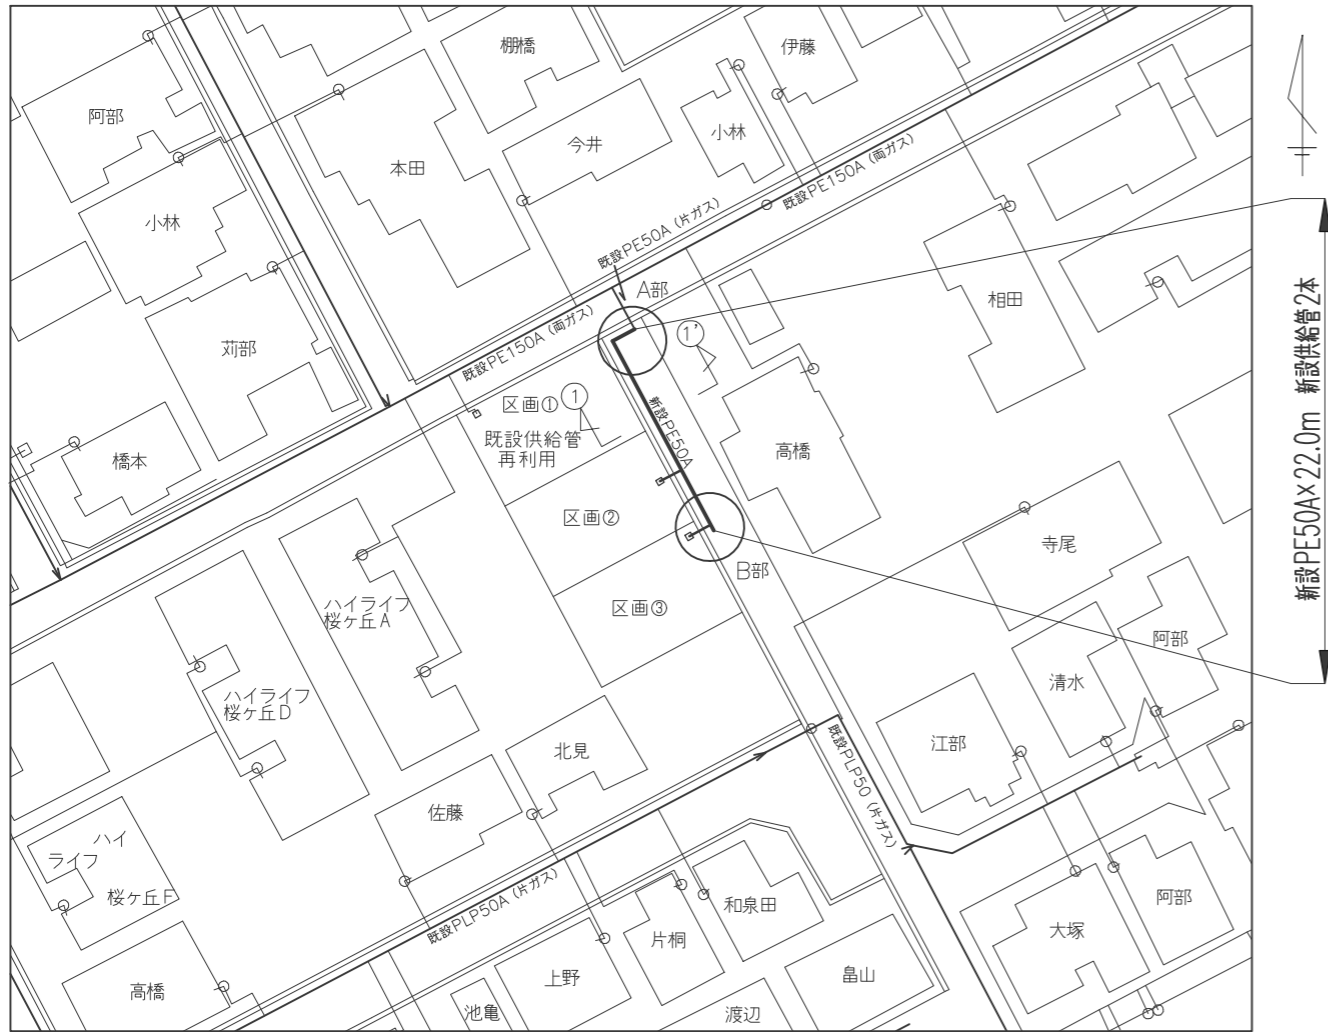 棚橋
伊藤
阿部
小林
今井
本田
小林
既設PE150A (両ガス)
既設PE50A (片ガス)
A部
相田
苅部
既設PE150A (両ガス)
1'
区画①
1
新設PE50A
既設供給管
再利用
高橋
橋本
区画②
寺尾
B部
ハイライフ
桜ヶ丘A
区画③
阿部
清水
ハイライフ
桜ヶ丘D
北見
江部
既設PLP50 (片ガス)
佐藤
ハイ
ライフ
桜ヶ丘F
既設PLP50A (片ガス)
和泉田
阿部
片桐
大塚
高橋
上野
畠山
池亀
渡辺
新設PE50A×22.0m 新設供給管2本